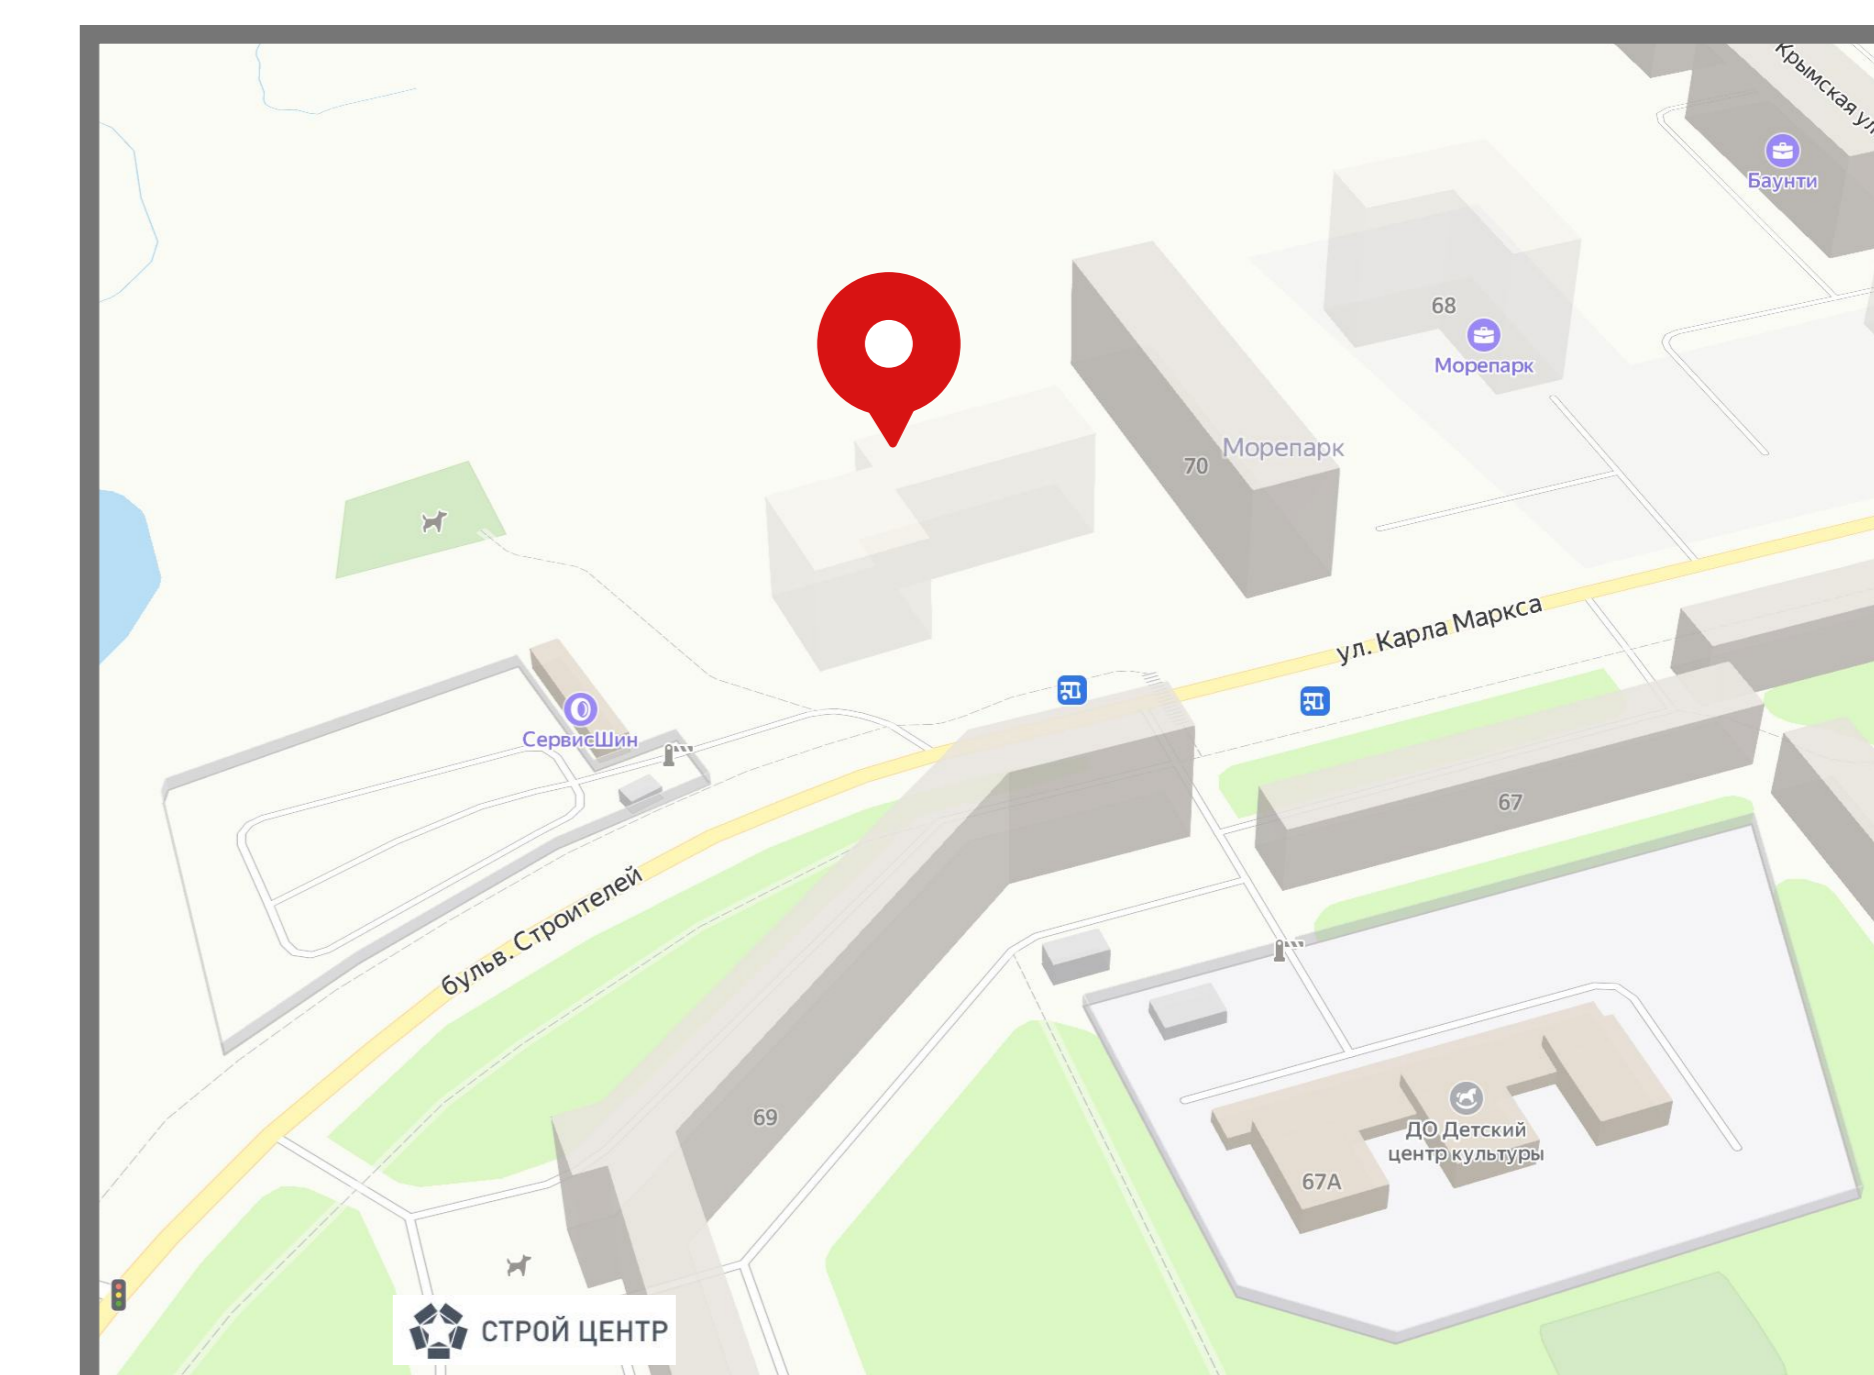 Крымская ул
Баунти
68
Морепарк
Морепарк
70
ул. Карла Маркса
СервисШин
67
бульв. Строителей
69
ДО Детский
центр культуры
67А
СТРОЙ ЦЕНТР